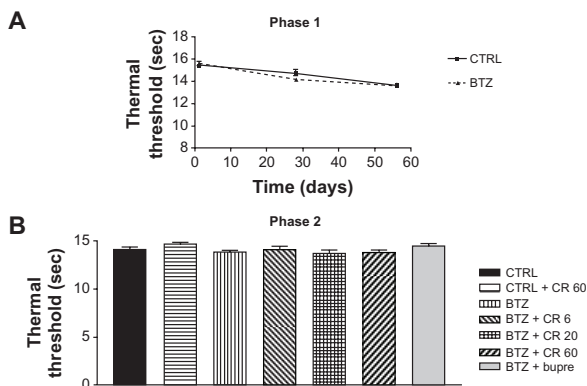 A
Phase 1
Thermal
threshold (sec)
18
16
14
12
10
8
0 10 20 30 40 50 60
Time (days)
CTRL
BTZ
B
Phase 2
Thermal
threshold (sec)
15
10
5
0
CTRL
CTRL + CR 60
BTZ
BTZ + CR 6
BTZ + CR 20
BTZ + CR 60
BTZ + bupre